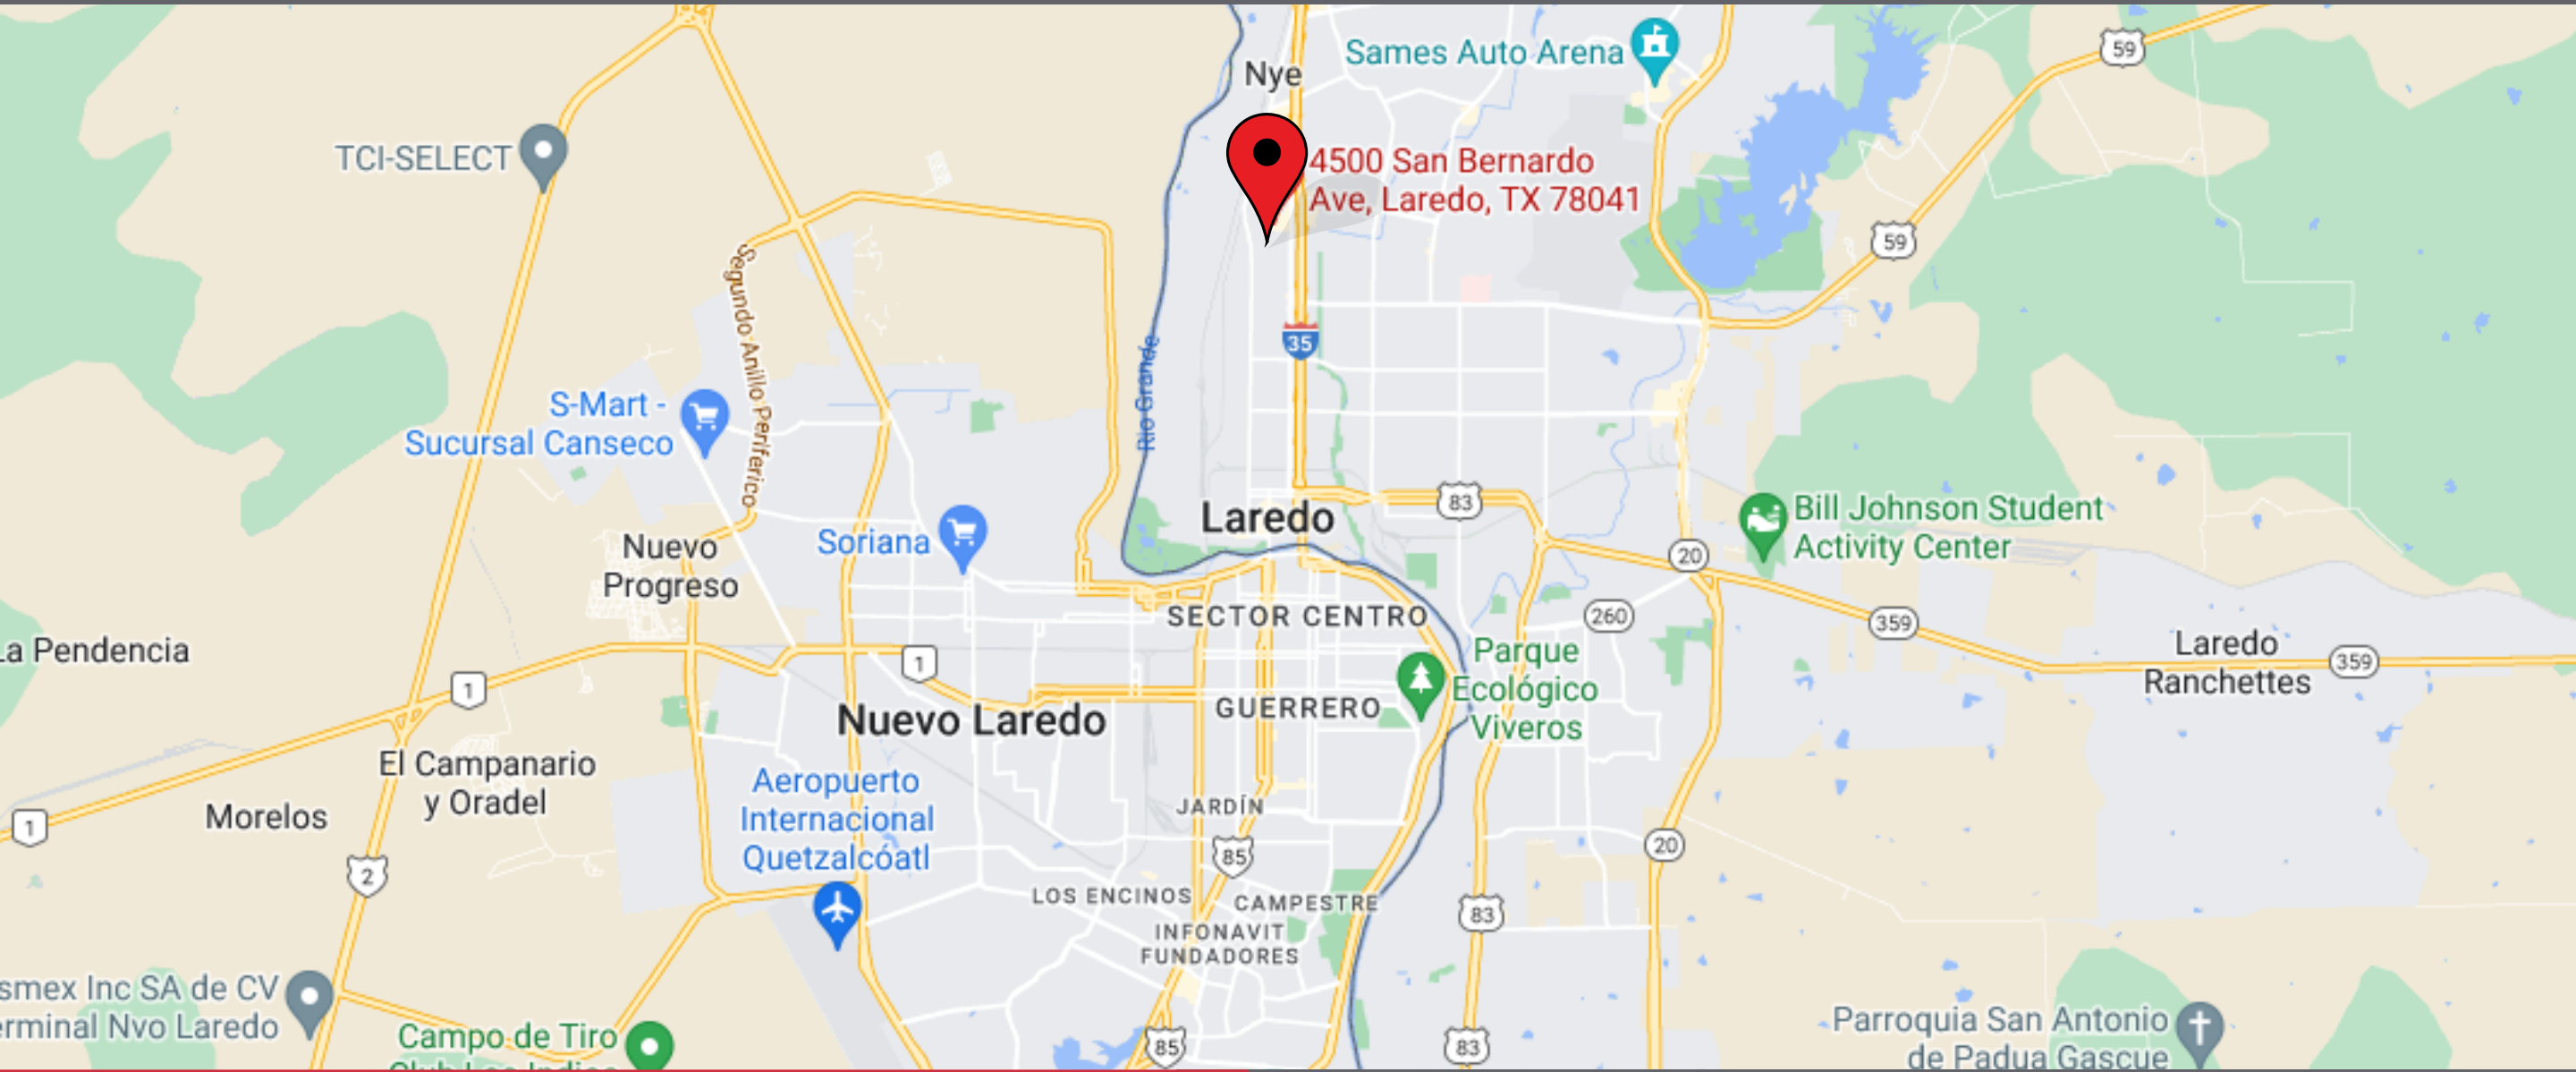 59
Sames Auto Arena
Nye
TCI-SELECT
4500 San Bernardo
Ave, Laredo, TX 78041
59
Segundo Anillo Periferico
35
Rio Grande
S-Mart -
Sucursal Canseco
83
Laredo
Bill Johnson Student
Activity Center
Soriana
Nuevo
Progreso
20
SECTOR CENTRO
260
359
La Pendencia
Parque
Ecológico
Viveros
Laredo
Ranchettes
359
1
1
GUERRERO
Nuevo Laredo
El Campanario
y Oradel
Aeropuerto
Internacional
Quetzalcóatl
JARDÍN
Morelos
1
20
85
2
LOS ENCINOS
CAMPESTRE
83
INFONAVIT
FUNDADORES
smex Inc SA de CV
erminal Nvo Laredo
Parroquia San Antonio
de Padua Gascue
Campo de Tiro
85
83